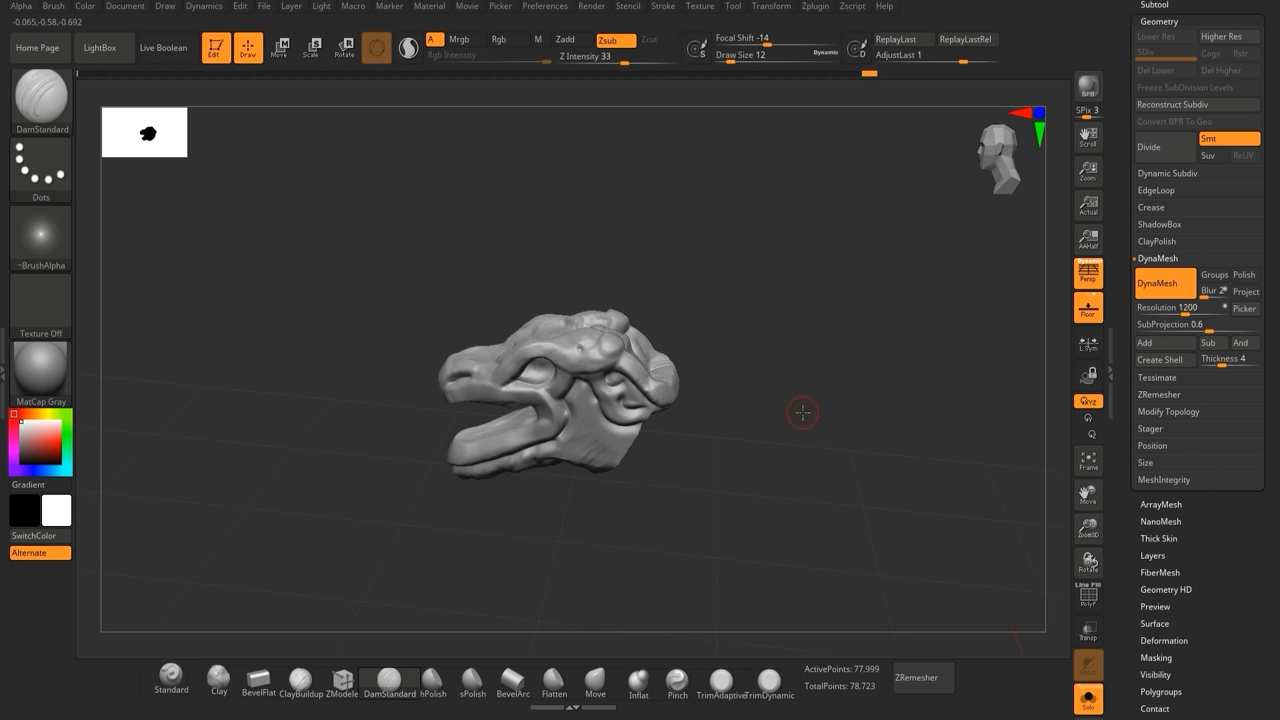 Alpha Brush Color Document Draw Dynamics Edit File Layer Light Macro Marker Material Movie Picker Preferences Render Stencil Stroke Texture Tool Transform Zplugin Zscript Help
-0.065,-0.58,-0.692
Home Page
LightBox
Live Boolean
Edit
Draw
Move
Scale
Rotate
A
Mrgb
Rgb
M
Zadd
Zsub
Zcut
Rgb Intensity
Z Intensity 33
S
Focal Shift -14
Draw Size 12
Dynamic
D
ReplayLast
ReplayLastRel
AdjustLast 1
DamStandard
Dots
~BrushAlpha
Texture Off
MatCap Gray
Gradient
SwitchColor
Alternate
BPR
SPix 3
Scroll
Zoom
Actual
AAHalf
Dynamic
Persp
Floor
L.Sym
XYZ
Frame
Move
Zoom3D
Rotate
Line Fill
PolyF
Transp
Solo
Subtool
Geometry
Lower Res
Higher Res
SDiv
Cage
Rstr
Del Lower
Del Higher
Freeze SubDivision Levels
Reconstruct Subdiv
Convert BPR To Geo
Divide
Smt
Suv
ReUV
Dynamic Subdiv
EdgeLoop
Crease
ShadowBox
ClayPolish
DynaMesh
DynaMesh
Groups
Polish
Blur 2
Project
Resolution 1200
Picker
SubProjection 0.6
Add
Sub
And
Create Shell
Thickness 4
Tessimate
ZRemesher
Modify Topology
Stager
Position
Size
MeshIntegrity
ArrayMesh
NanoMesh
Thick Skin
Layers
FiberMesh
Geometry HD
Preview
Surface
Deformation
Masking
Visibility
Polygroups
Contact
Standard
Clay
BevelFlat
ClayBuildup
ZModele
DamStandard
hPolish
sPolish
BevelArc
Flatten
Move
Inflat
Pinch
TrimAdaptive
TrimDynamic
ActivePoints: 77,999
TotalPoints: 78,723
ZRemesher